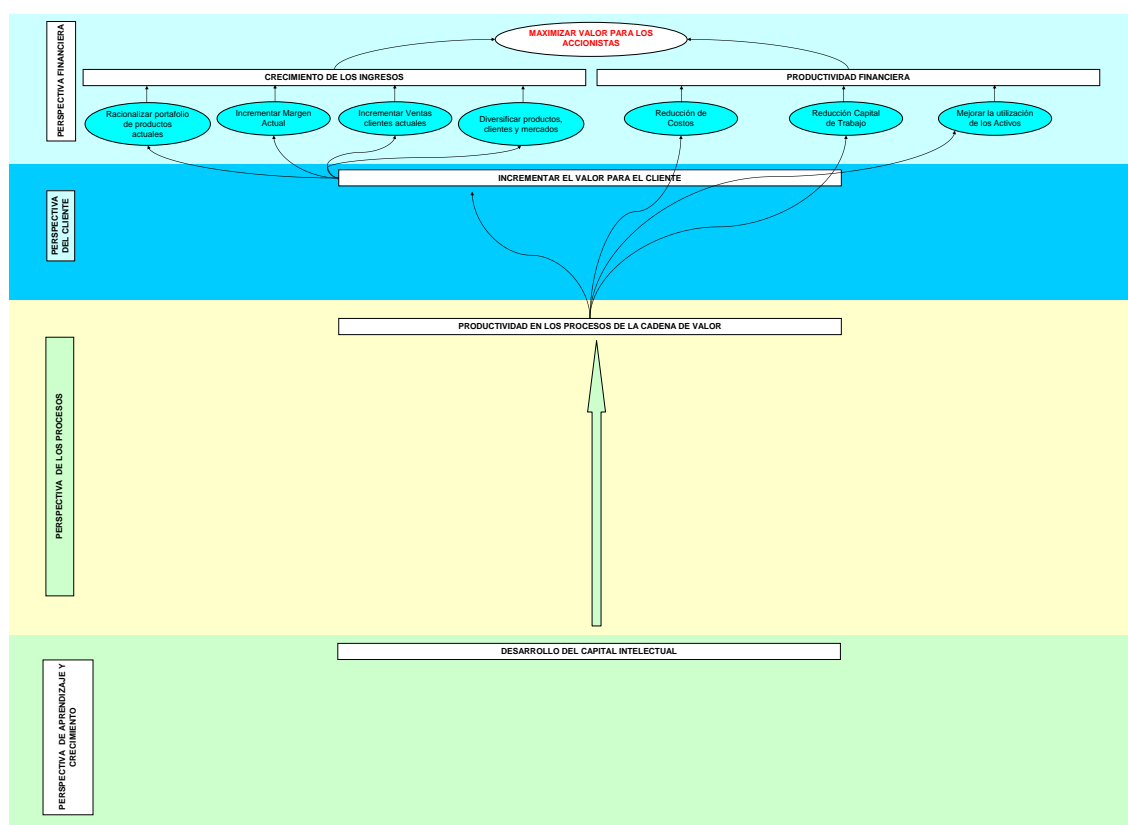 PERSPECTIVA FINANCIERA
MAXIMIZAR VALOR PARA LOS
ACCIONISTAS
CRECIMIENTO DE LOS INGRESOS
PRODUCTIVIDAD FINANCIERA
Racionalizar portafolio
de productos
actuales
Incrementar Margen
Actual
Incrementar Ventas
clientes actuales
Diversificar productos,
clientes y mercados
Reducción de
Costos
Reducción Capital
de Trabajo
Mejorar la utilización
de los Activos
PERSPECTIVA
DEL CLIENTE
INCREMENTAR EL VALOR PARA EL CLIENTE
PERSPECTIVA DE LOS PROCESOS
PRODUCTIVIDAD EN LOS PROCESOS DE LA CADENA DE VALOR
PERSPECTIVA DE APRENDIZAJE Y
CRECIMIENTO
DESARROLLO DEL CAPITAL INTELECTUAL